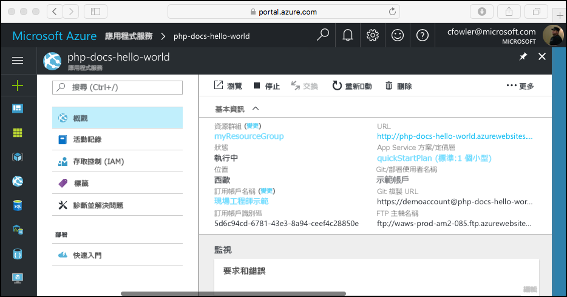 portal.azure.com
Microsoft Azure 應用程式服務 > php-docs-hello-world
cfowler@microsoft.com
MICROSOFT
php-docs-hello-world
應用程式服務
搜尋 (Ctrl+/)
概觀
活動記錄
存取控制 (IAM)
標籤
診斷並解決問題
部署
快速入門
瀏覽 停止 交換 重新啟動 刪除 ••• 更多
基本資訊
資源群組 (變更)
myResourceGroup
狀態
執行中
位置
西歐
訂用帳戶名稱 (變更)
現場工程師示範
訂用帳戶識別碼
5d6c94cd-6781-43e3-8a94-ceef4c28850e
URL
http://php-docs-hello-world.azurewebsites,...
App Service 方案/定價層
quickStartPlan (標準: 1 個小型)
Git/部署使用者名稱
示範帳戶
Git 複製 URL
https://demoaccount@php-docs-hello-wor...
FTP 主機名稱
ftp://waws-prod-am2-085.ftp.azurewebsite...
監視
要求和錯誤